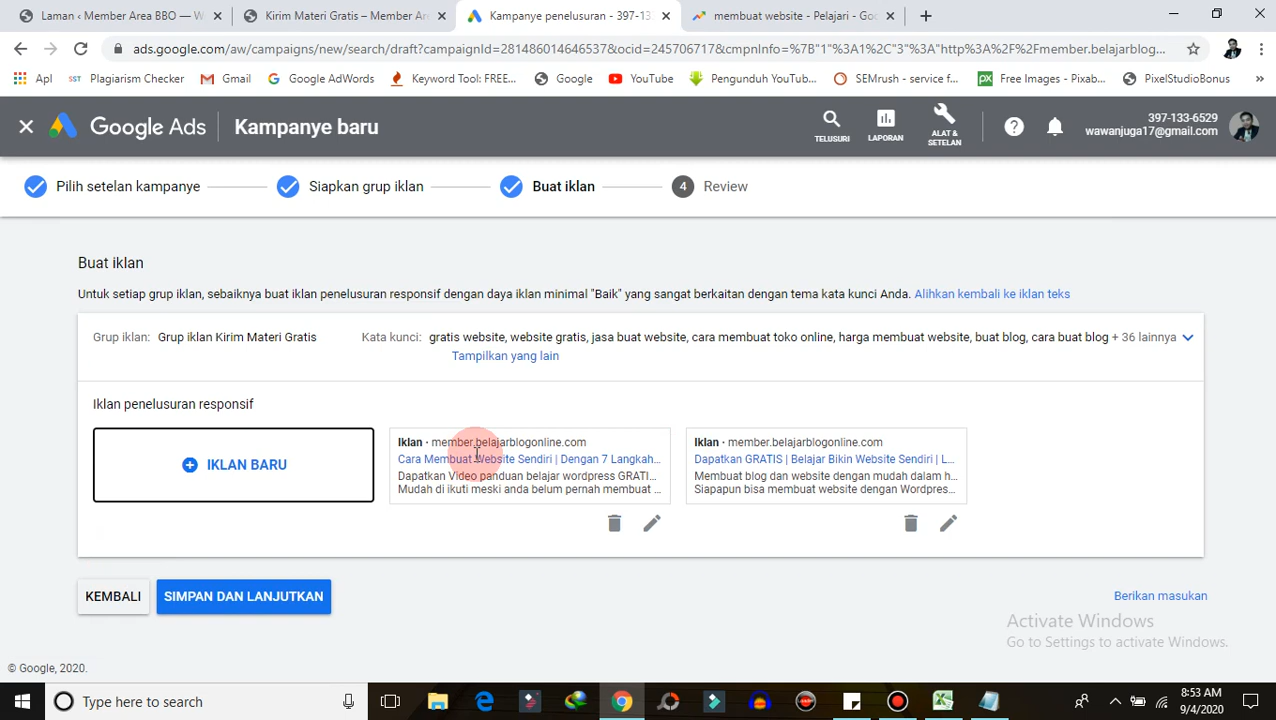 Laman ‹ Member Area BBO — W
Kirim Materi Gratis – Member Ar
Kampanye penelusuran - 397-13
membuat website - Pelajari - Goo
ads.google.com/aw/campaigns/new/search/draft?campaignId=281486014646537&ocid=245706717&cmpnInfo=%7B"1"%3A1%2C"3"%3A"http%3A%2F%2Fmember.belajarblog...
Apl
SST
Plagiarism Checker
Gmail
Google AdWords
Keyword Tool: FREE...
Google
YouTube
Pengunduh YouTub...
SEMrush - service f...
px
Free Images - Pixab...
PixelStudioBonus
»
Google Ads
Kampanye baru
TELUSURI
LAPORAN
ALAT &
SETELAN
397-133-6529
wawanjuga17@gmail.com
Pilih setelan kampanye
Siapkan grup iklan
Buat iklan
4 Review
Buat iklan
Untuk setiap grup iklan, sebaiknya buat iklan penelusuran responsif dengan daya iklan minimal "Baik" yang sangat berkaitan dengan tema kata kunci Anda. Alihkan kembali ke iklan teks
Grup iklan: Grup iklan Kirim Materi Gratis
Kata kunci: gratis website, website gratis, jasa buat website, cara membuat toko online, harga membuat website, buat blog, cara buat blog + 36 lainnya
Tampilkan yang lain
Iklan penelusuran responsif
IKLAN BARU
Iklan · member.belajarblogonline.com
Cara Membuat Website Sendiri | Dengan 7 Langkah...
Dapatkan Video panduan belajar wordpress GRATI...
Mudah di ikuti meski anda belum pernah membuat ...
Iklan · member.belajarblogonline.com
Dapatkan GRATIS | Belajar Bikin Website Sendiri | L...
Membuat blog dan website dengan mudah dalam h...
Siapapun bisa membuat website dengan Wordpres...
KEMBALI
SIMPAN DAN LANJUTKAN
Berikan masukan
Activate Windows
Go to Settings to activate Windows.
© Google, 2020.
Type here to search
8:53 AM
9/4/2020